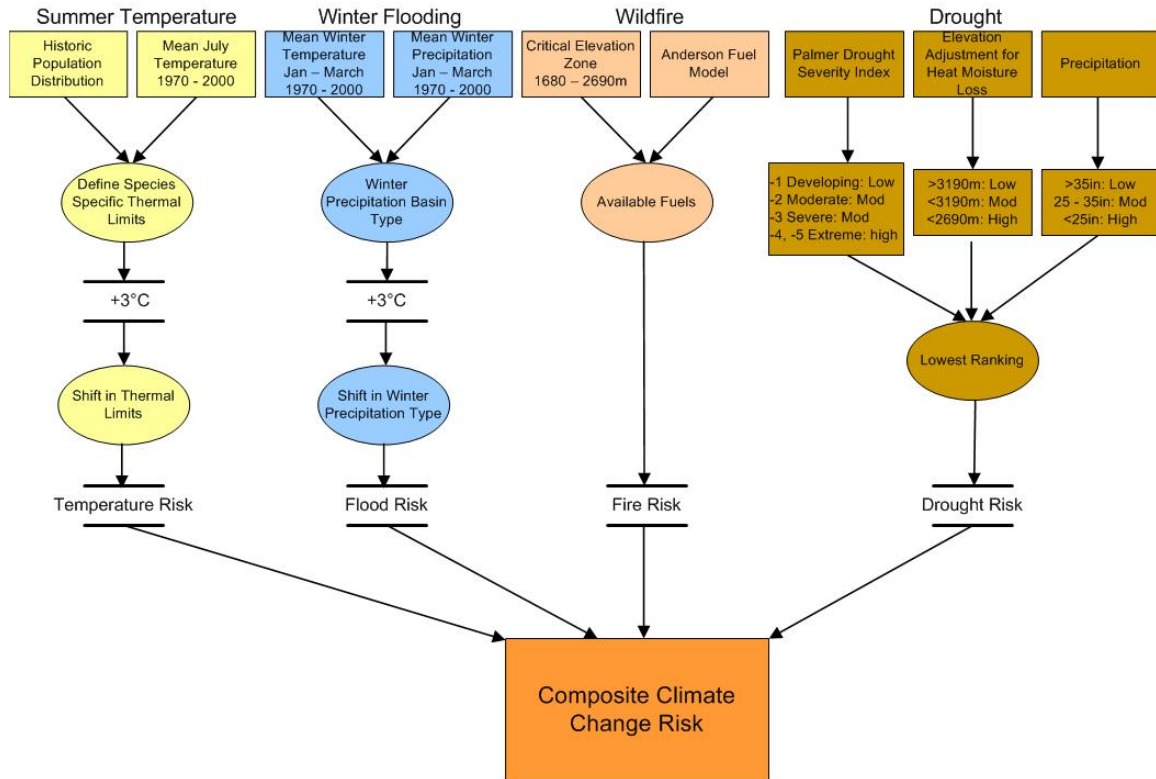 Summer Temperature
Winter Flooding
Wildfire
Drought
Historic
Population
Distribution
Mean July
Temperature
1970 - 2000
Mean Winter
Temperature
Jan – March
1970 - 2000
Mean Winter
Precipitation
Jan – March
1970 - 2000
Critical Elevation
Zone
1680 – 2690m
Anderson Fuel
Model
Palmer Drought
Severity Index
Elevation
Adjustment for
Heat Moisture
Loss
Precipitation
Define Species
Specific Thermal
Limits
Winter
Precipitation Basin
Type
Available Fuels
-1 Developing: Low
-2 Moderate: Mod
-3 Severe: Mod
-4, -5 Extreme: high
>3190m: Low
<3190m: Mod
<2690m: High
>35in: Low
25 - 35in: Mod
<25in: High
+3°C
+3°C
Lowest Ranking
Shift in Thermal
Limits
Shift in Winter
Precipitation Type
Temperature Risk
Flood Risk
Fire Risk
Drought Risk
Composite Climate
Change Risk